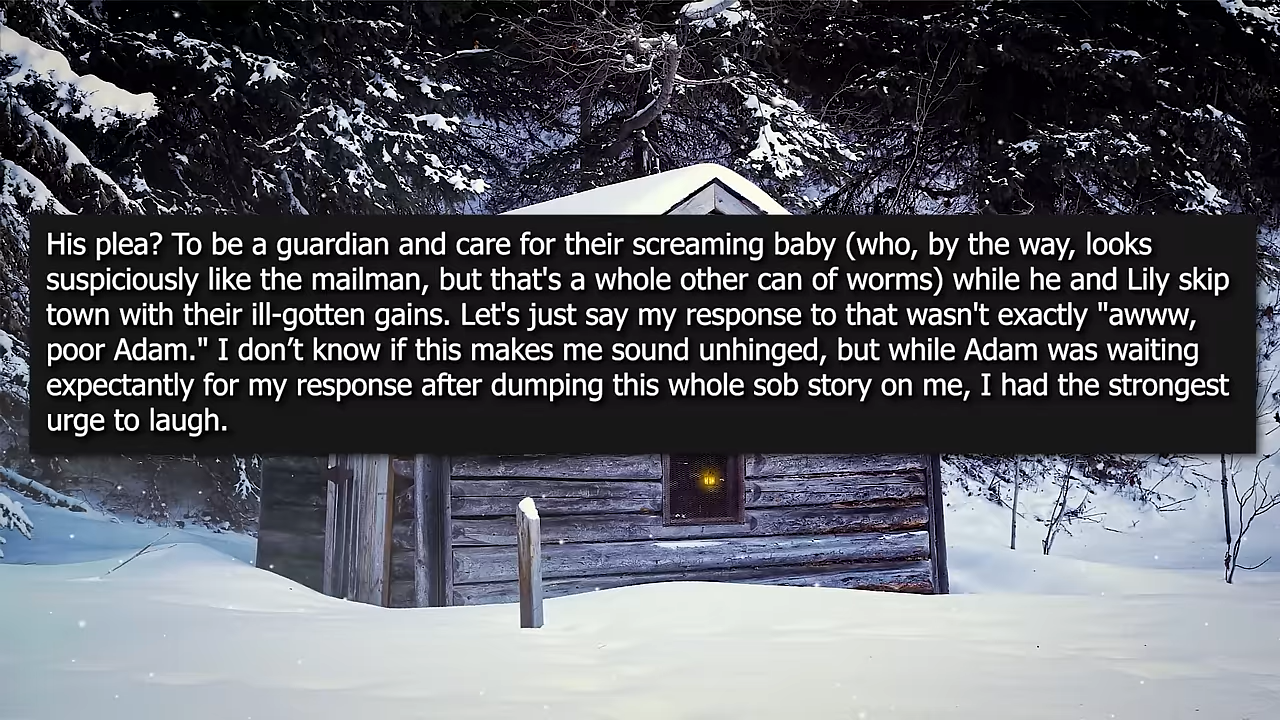 His plea? To be a guardian and care for their screaming baby (who, by the way, looks
suspiciously like the mailman, but that's a whole other can of worms) while he and Lily skip
town with their ill-gotten gains. Let's just say my response to that wasn't exactly "awww,
poor Adam." I don’t know if this makes me sound unhinged, but while Adam was waiting
expectantly for my response after dumping this whole sob story on me, I had the strongest
urge to laugh.